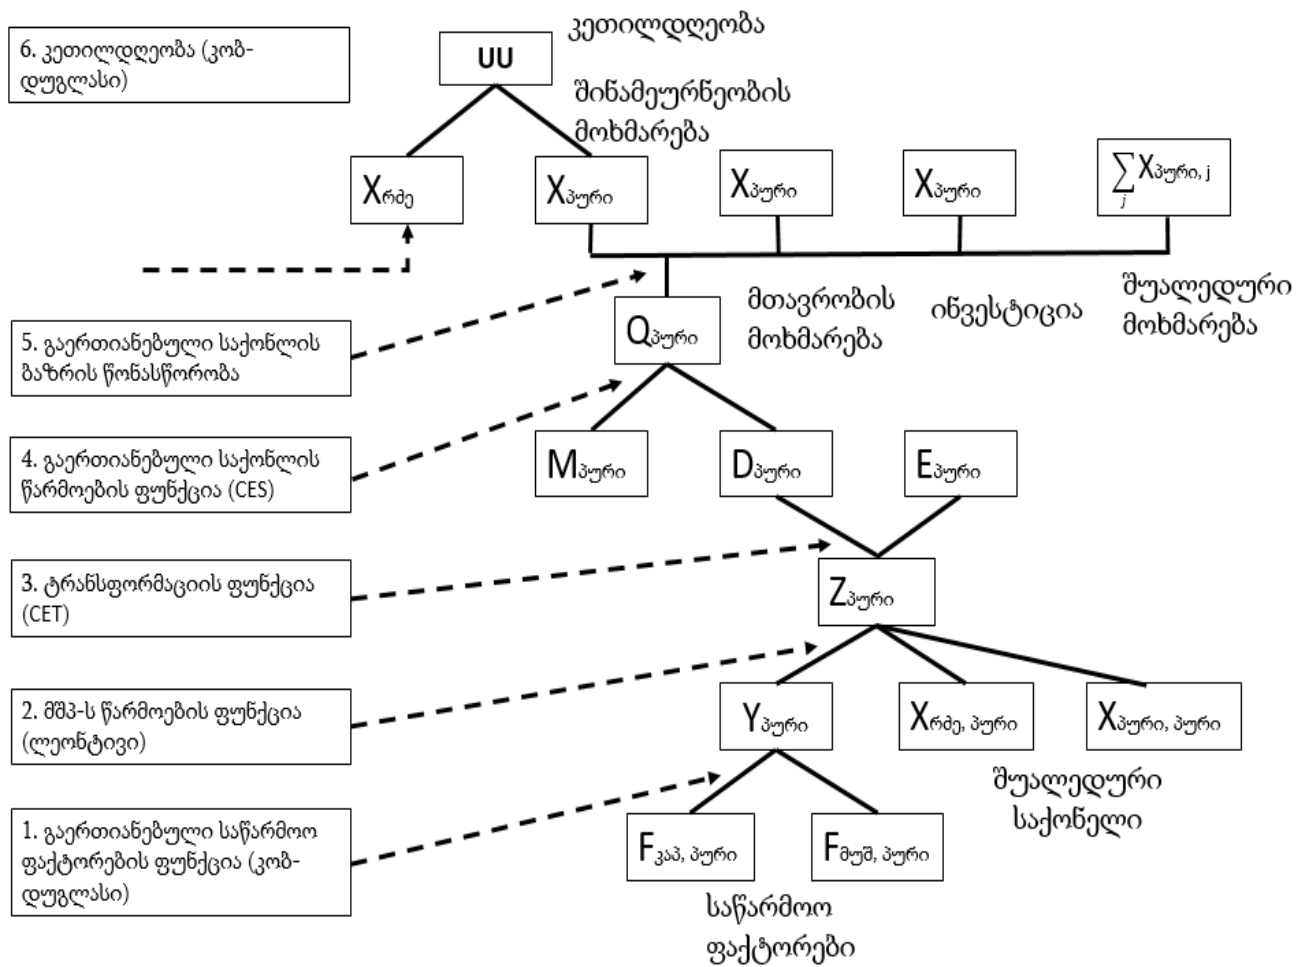 კეთილდღეობა
6. კეთილდღეობა (კობ-
დუგლასი)
UU
შინამეურნეობის
მოხმარება
Xრძე
Xპური
Xპური
Xპური
∑j Xპური, j
5. გაერთიანებული საქონლის
ბაზრის წონასწორობა
Qპური
მთავრობის
მოხმარება
ინვესტიცია
შუალედური
მოხმარება
4. გაერთიანებული საქონლის
წარმოების ფუნქცია (CES)
Mპური
Dპური
Eპური
3. ტრანსფორმაციის ფუნქცია
(CET)
Zპური
2. მშპ-ს წარმოების ფუნქცია
(ლეონტივი)
Yპური
Xრძე, პური
Xპური, პური
შუალედური
საქონელი
1. გაერთიანებული საწარმოო
ფაქტორების ფუნქცია (კობ-
დუგლასი)
Fკაპ, პური
Fმუშ, პური
საწარმოო
ფაქტორები